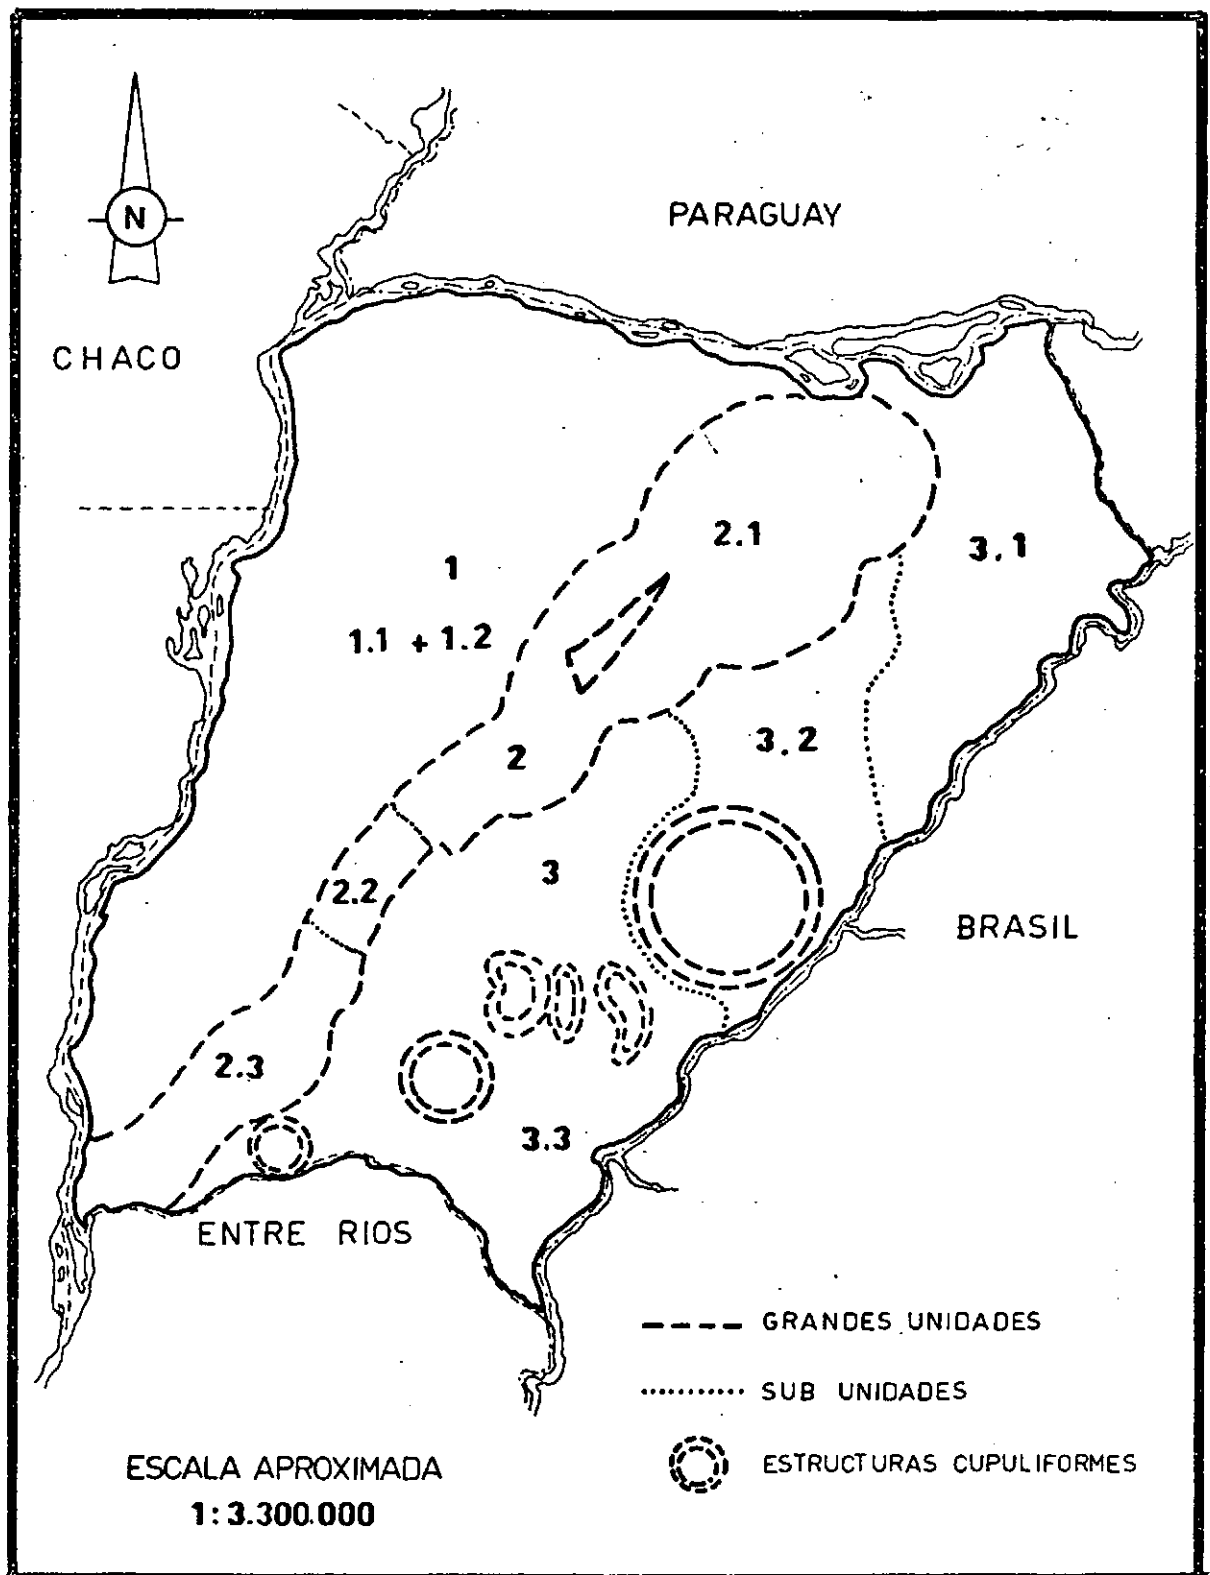 N
PARAGUAY
CHACO
2.1
3.1
1
1.1 + 1.2
3.2
2
3
2.2
BRASIL
2.3
3.3
ENTRE RIOS
GRANDES UNIDADES
SUB UNIDADES
ESTRUCTURAS CUPULIFORMES
ESCALA APROXIMADA
1:3.300.000